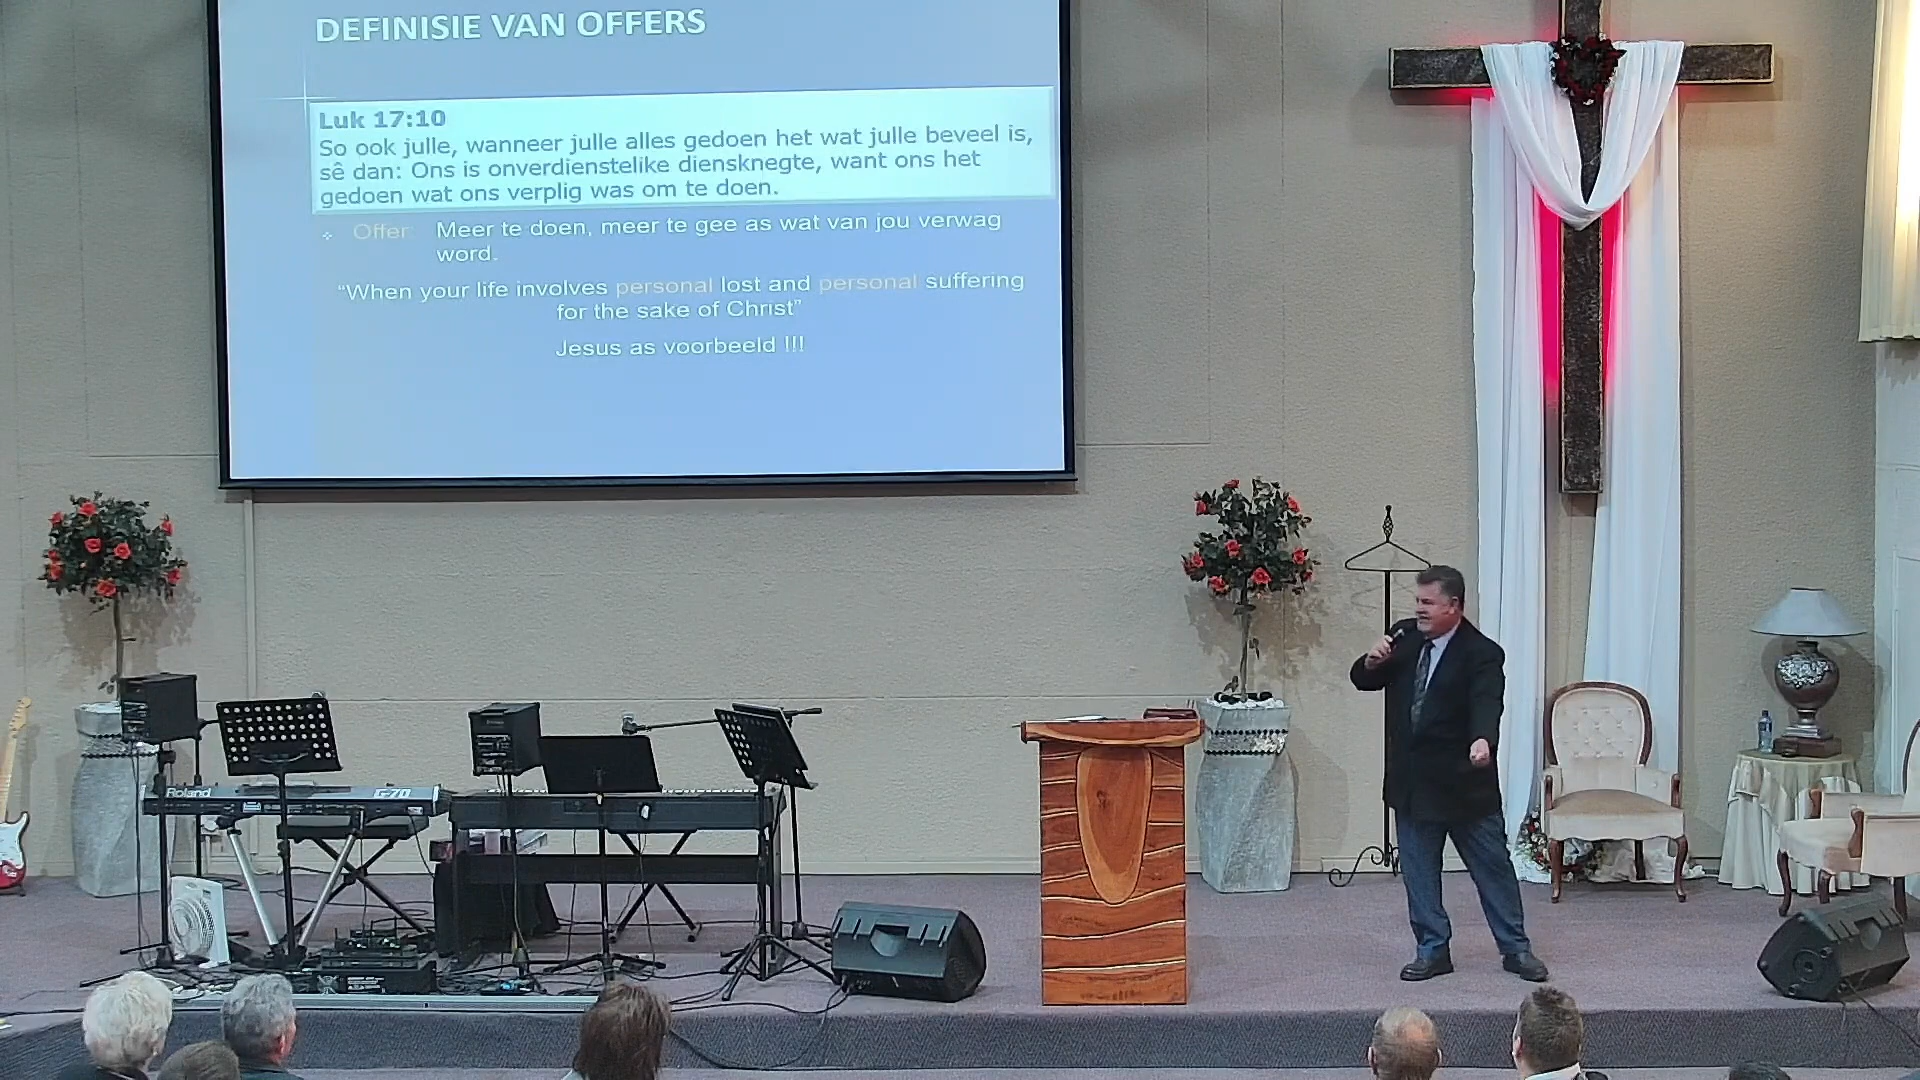 DEFINISIE VAN OFFERS
Luk 17:10
So ook julle, wanneer julle alles gedoen het wat julle beveel is,
sê dan: Ons is onverdienstelike diensknegte, want ons het
gedoen wat ons verplig was om te doen.
Offer: Meer te doen, meer te gee as wat van jou verwag
word.
“When your life involves personal lost and personal suffering
for the sake of Christ”
Jesus as voorbeeld !!!
Roland G-70